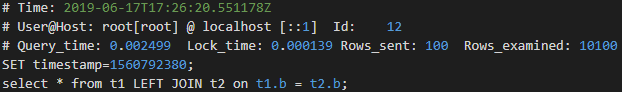 # Time: 2019-06-17T17:26:20.551178Z
# User@Host: root[root] @ localhost [::1]  Id:    12
# Query_time: 0.002499  Lock_time: 0.000139 Rows_sent: 100  Rows_examined: 10100
SET timestamp=1560792380;
select * from t1 LEFT JOIN t2 on t1.b = t2.b;